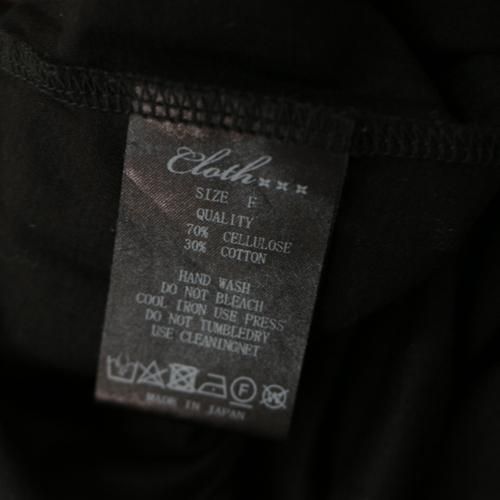 Cloth×××
SIZE F
QUALITY
70% CELLULOSE
30% COTTON
HAND WASH
DO NOT BLEACH
COOL IRON USE PRESS
DO NOT TUMBLEDRY
USE CLEANINGNET
F W
MADE IN JAPAN